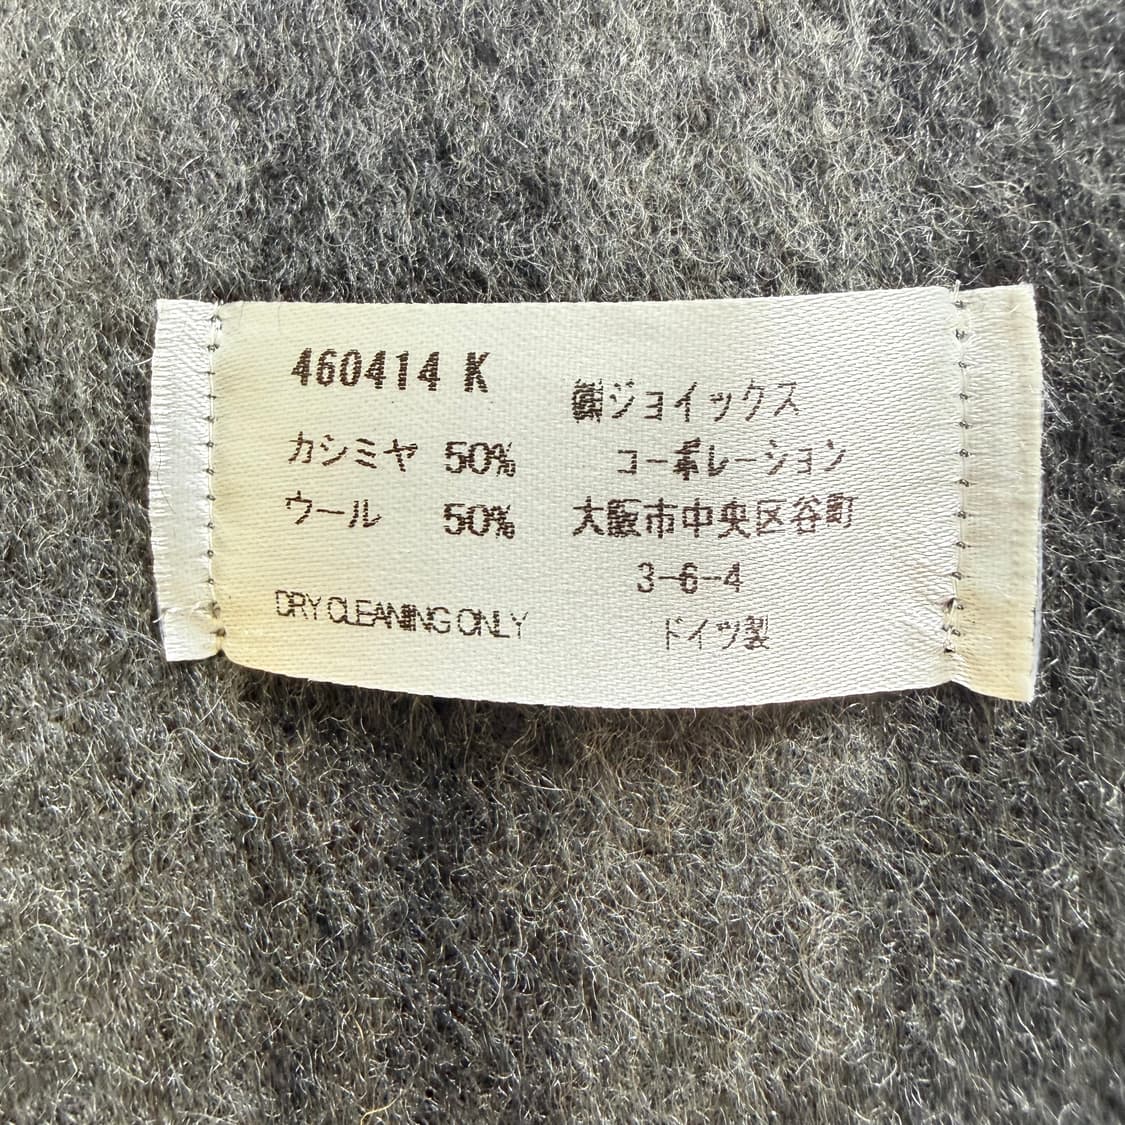 460414 K
カシミヤ 50%
ウール 50%
DRY CLEANING ONLY
㈱ジョイックス
コーポレーション
大阪市中央区谷町
3-6-4
ドイツ製